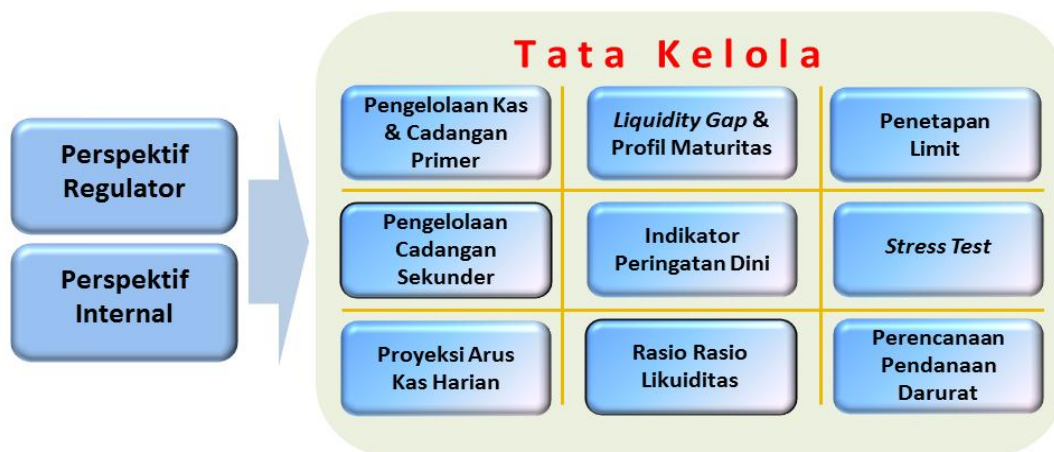 Tata Kelola
Perspektif
Regulator
Perspektif
Internal
Pengelolaan Kas
& Cadangan
Primer
Liquidity Gap &
Profil Maturitas
Penetapan
Limit
Pengelolaan
Cadangan
Sekunder
Indikator
Peringatan Dini
Stress Test
Proyeksi Arus
Kas Harian
Rasio Rasio
Likuiditas
Perencanaan
Pendanaan
Darurat